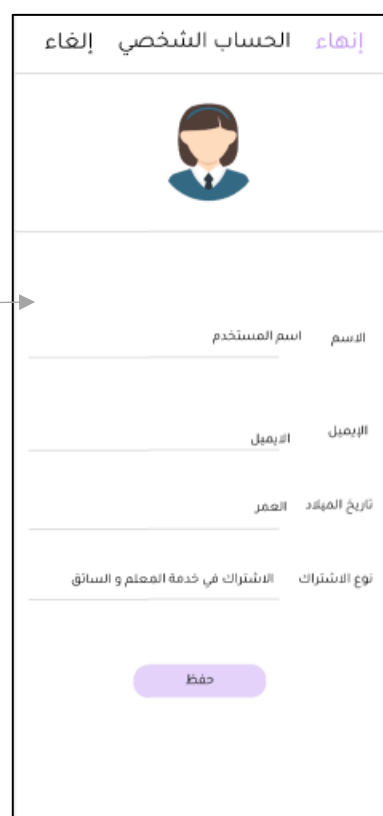 إنهاء الحساب الشخصي إلغاء
الاسم اسم المستخدم
الإيميل الايميل
تاريخ الميلاد العمر
نوع الاشتراك الاشتراك في خدمة المعلم و السائق
حفظ